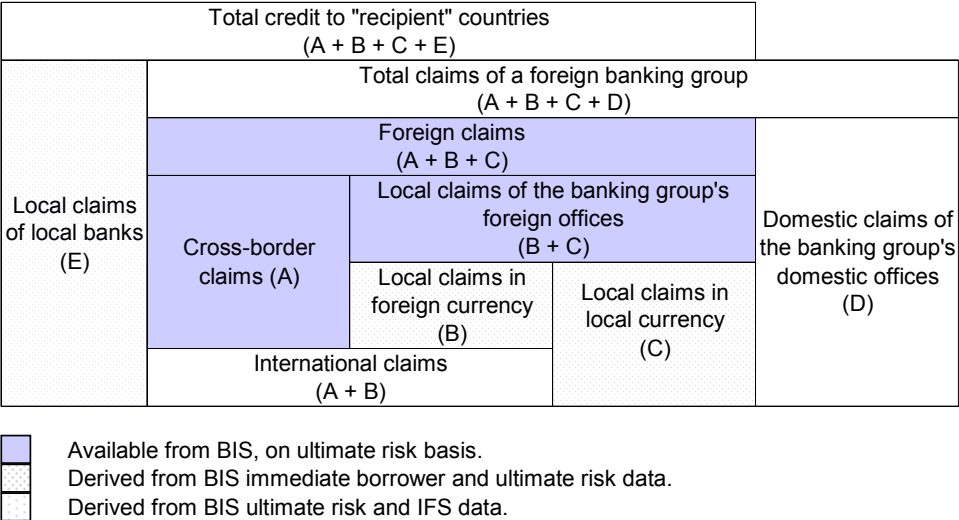 Total credit to "recipient" countries
(A + B + C + E)
Total claims of a foreign banking group
(A + B + C + D)
Foreign claims
(A + B + C)
Local claims
of local banks
(E)
Cross-border
claims (A)
Local claims of the banking group's
foreign offices
(B + C)
Local claims in
foreign currency
(B)
Local claims in
local currency
(C)
Domestic claims of
the banking group's
domestic offices
(D)
International claims
(A + B)
Available from BIS, on ultimate risk basis.
Derived from BIS immediate borrower and ultimate risk data.
Derived from BIS ultimate risk and IFS data.